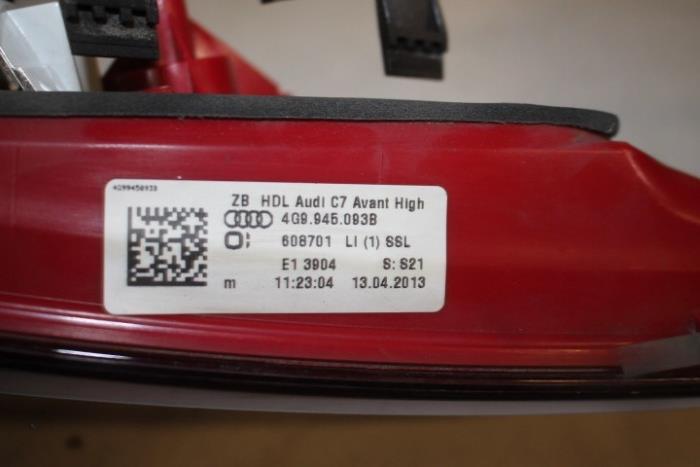 4G9945093B
ZB HDL Audi C7 Avant High
4G9.945.093B
608701 LI (1) SSL
E1 3904 S: S21
m 11:23:04 13.04.2013